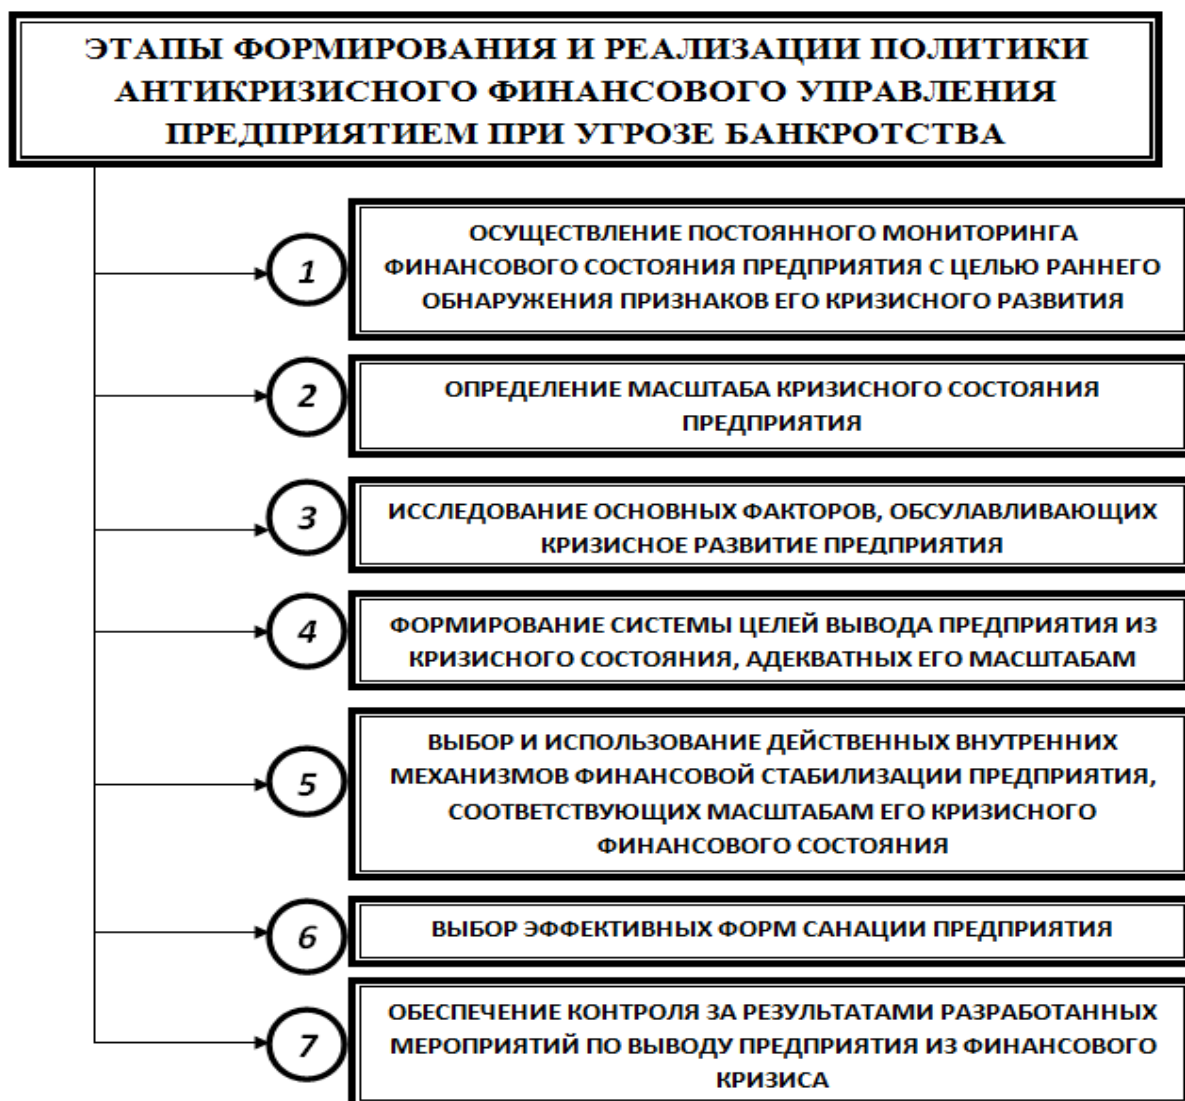 ЭТАПЫ ФОРМИРОВАНИЯ И РЕАЛИЗАЦИИ ПОЛИТИКИ
АНТИКРИЗИСНОГО ФИНАНСОВОГО УПРАВЛЕНИЯ
ПРЕДПРИЯТИЕМ ПРИ УГРОЗЕ БАНКРОТСТВА
1
ОСУЩЕСТВЛЕНИЕ ПОСТОЯННОГО МОНИТОРИНГА
ФИНАНСОВОГО СОСТОЯНИЯ ПРЕДПРИЯТИЯ С ЦЕЛЬЮ РАННЕГО
ОБНАРУЖЕНИЯ ПРИЗНАКОВ ЕГО КРИЗИСНОГО РАЗВИТИЯ
2
ОПРЕДЕЛЕНИЕ МАСШТАБА КРИЗИСНОГО СОСТОЯНИЯ
ПРЕДПРИЯТИЯ
3
ИССЛЕДОВАНИЕ ОСНОВНЫХ ФАКТОРОВ, ОБСУЛАВЛИВАЮЩИХ
КРИЗИСНОЕ РАЗВИТИЕ ПРЕДПРИЯТИЯ
4
ФОРМИРОВАНИЕ СИСТЕМЫ ЦЕЛЕЙ ВЫВОДА ПРЕДПРИЯТИЯ ИЗ
КРИЗИСНОГО СОСТОЯНИЯ, АДЕКВАТНЫХ ЕГО МАСШТАБАМ
5
ВЫБОР И ИСПОЛЬЗОВАНИЕ ДЕЙСТВЕННЫХ ВНУТРЕННИХ
МЕХАНИЗМОВ ФИНАНСОВОЙ СТАБИЛИЗАЦИИ ПРЕДПРИЯТИЯ,
СООТВЕТСТВУЮЩИХ МАСШТАБАМ ЕГО КРИЗИСНОГО
ФИНАНСОВОГО СОСТОЯНИЯ
6
ВЫБОР ЭФФЕКТИВНЫХ ФОРМ САНАЦИИ ПРЕДПРИЯТИЯ
7
ОБЕСПЕЧЕНИЕ КОНТРОЛЯ ЗА РЕЗУЛЬТАТАМИ РАЗРАБОТАННЫХ
МЕРОПРИЯТИЙ ПО ВЫВОДУ ПРЕДПРИЯТИЯ ИЗ ФИНАНСОВОГО
КРИЗИСА